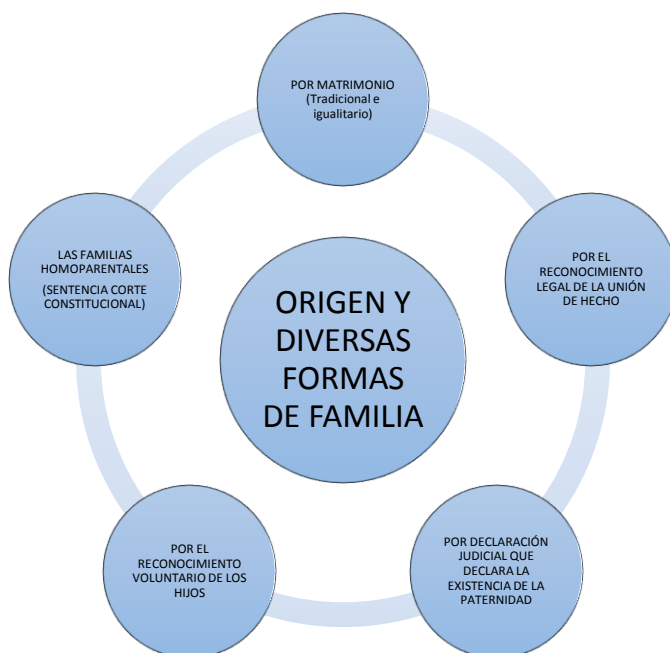 POR MATRIMONIO
(Tradicional e
igualitario)
LAS FAMILIAS
HOMOPARENTALES
(SENTENCIA CORTE
CONSTITUCIONAL)
POR EL
RECONOCIMIENTO
LEGAL DE LA UNIÓN
DE HECHO
ORIGEN Y
DIVERSAS
FORMAS
DE FAMILIA
POR EL
RECONOCIMIENTO
VOLUNTARIO DE LOS
HIJOS
POR DECLARACIÓN
JUDICIAL QUE
DECLARA LA
EXISTENCIA DE LA
PATERNIDAD